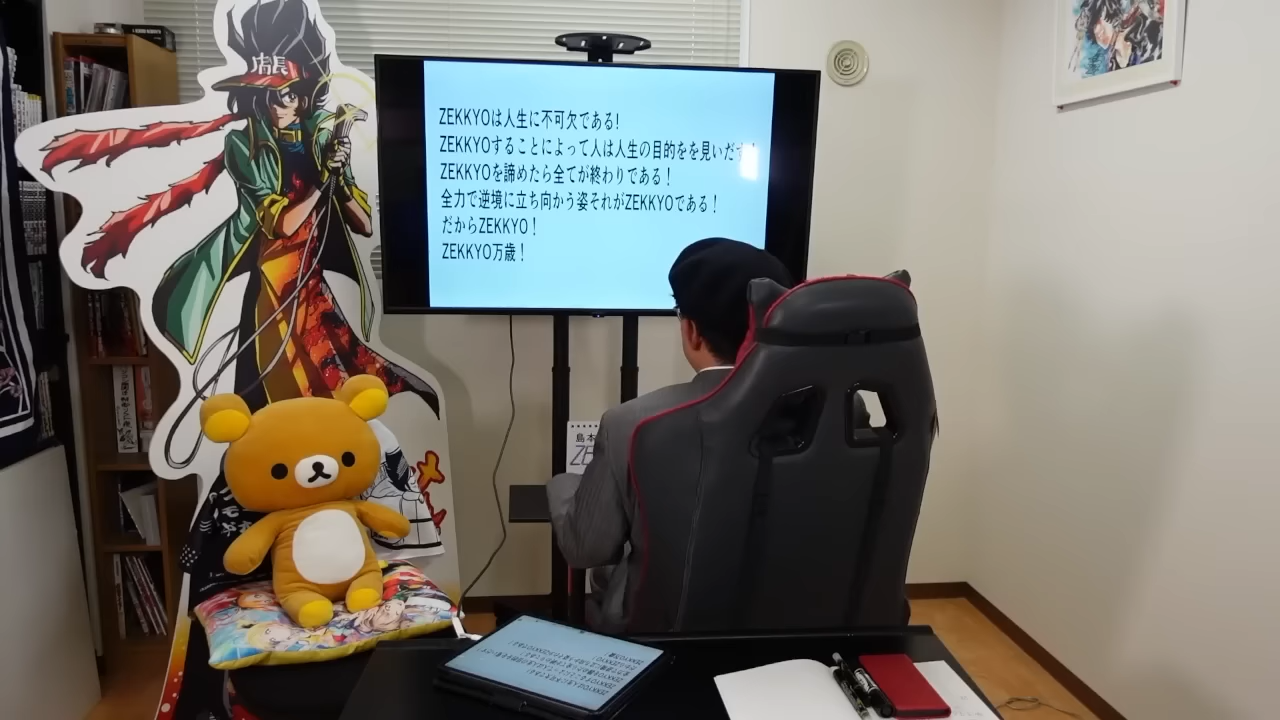 店長
ZEKKYOは人生に不可欠である!
ZEKKYOすることによって人は人生の目的をを見いだす!
ZEKKYOを諦めたら全てが終わりである!
全力で逆境に立ち向かう姿それがZEKKYOである!
だからZEKKYO!
ZEKKYO万歳!
島本
ZE